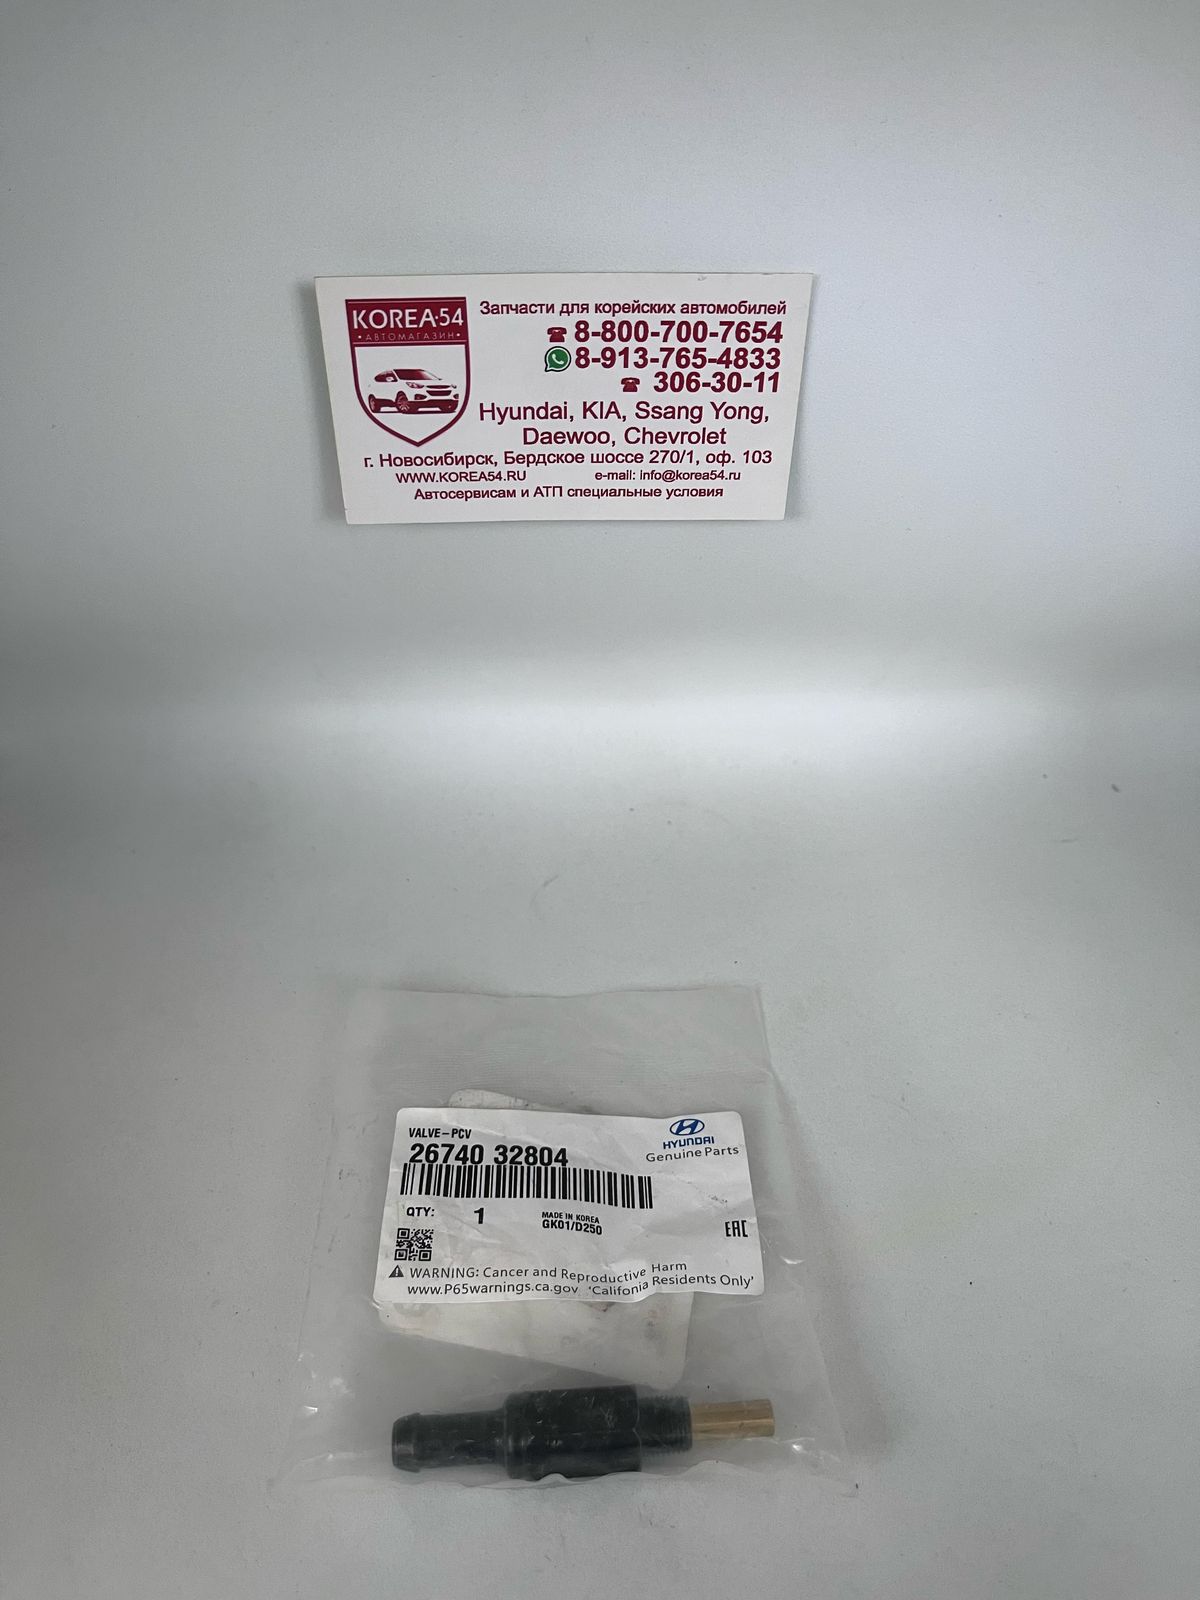 KOREA·54
·АВТОМАГАЗИН·
Запчасти для корейских автомобилей
8-800-700-7654
8-913-765-4833
306-30-11
Hyundai, KIA, Ssang Yong,
Daewoo, Chevrolet
г. Новосибирск, Бердское шоссе 270/1, оф. 103
WWW.KOREA54.RU e-mail: info@korea54.ru
Автосервисам и АТП специальные условия
VALVE-PCV
26740 32804
HYUNDAI
Genuine Parts
QTY: 1
MADE IN KOREA
GK01/D250
EAC
WARNING: Cancer and Reproductive Harm
www.P65warnings.ca.gov 'Califonia Residents Only'